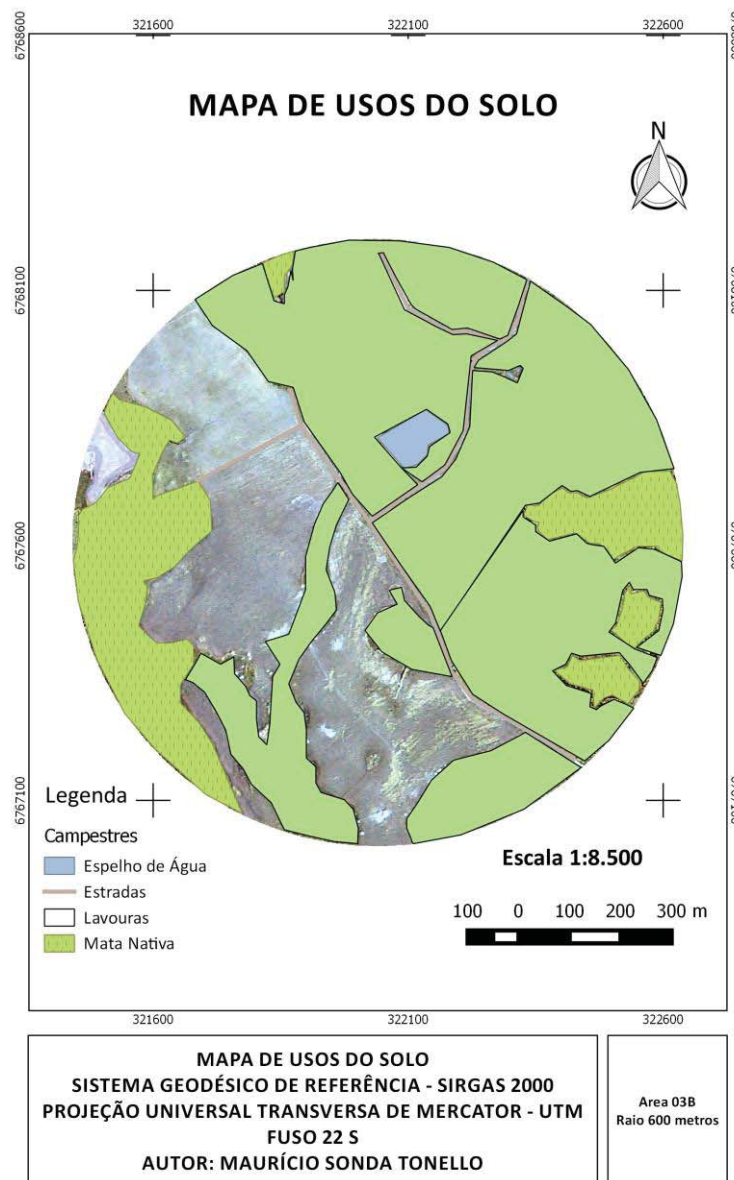 321600 322100 322600
6768600
MAPA DE USOS DO SOLO
N
6768100
6767600
6767100
Legenda
Campestres
Espelho de Água
Estradas
Lavouras
Mata Nativa
Escala 1:8.500
100 0 100 200 300 m
321600 322100 322600
MAPA DE USOS DO SOLO
SISTEMA GEODÉSICO DE REFERÊNCIA - SIRGAS 2000
PROJEÇÃO UNIVERSAL TRANSVERSA DE MERCATOR - UTM
FUSO 22 S
AUTOR: MAURÍCIO SONDA TONELLO
Area 03B
Raio 600 metros